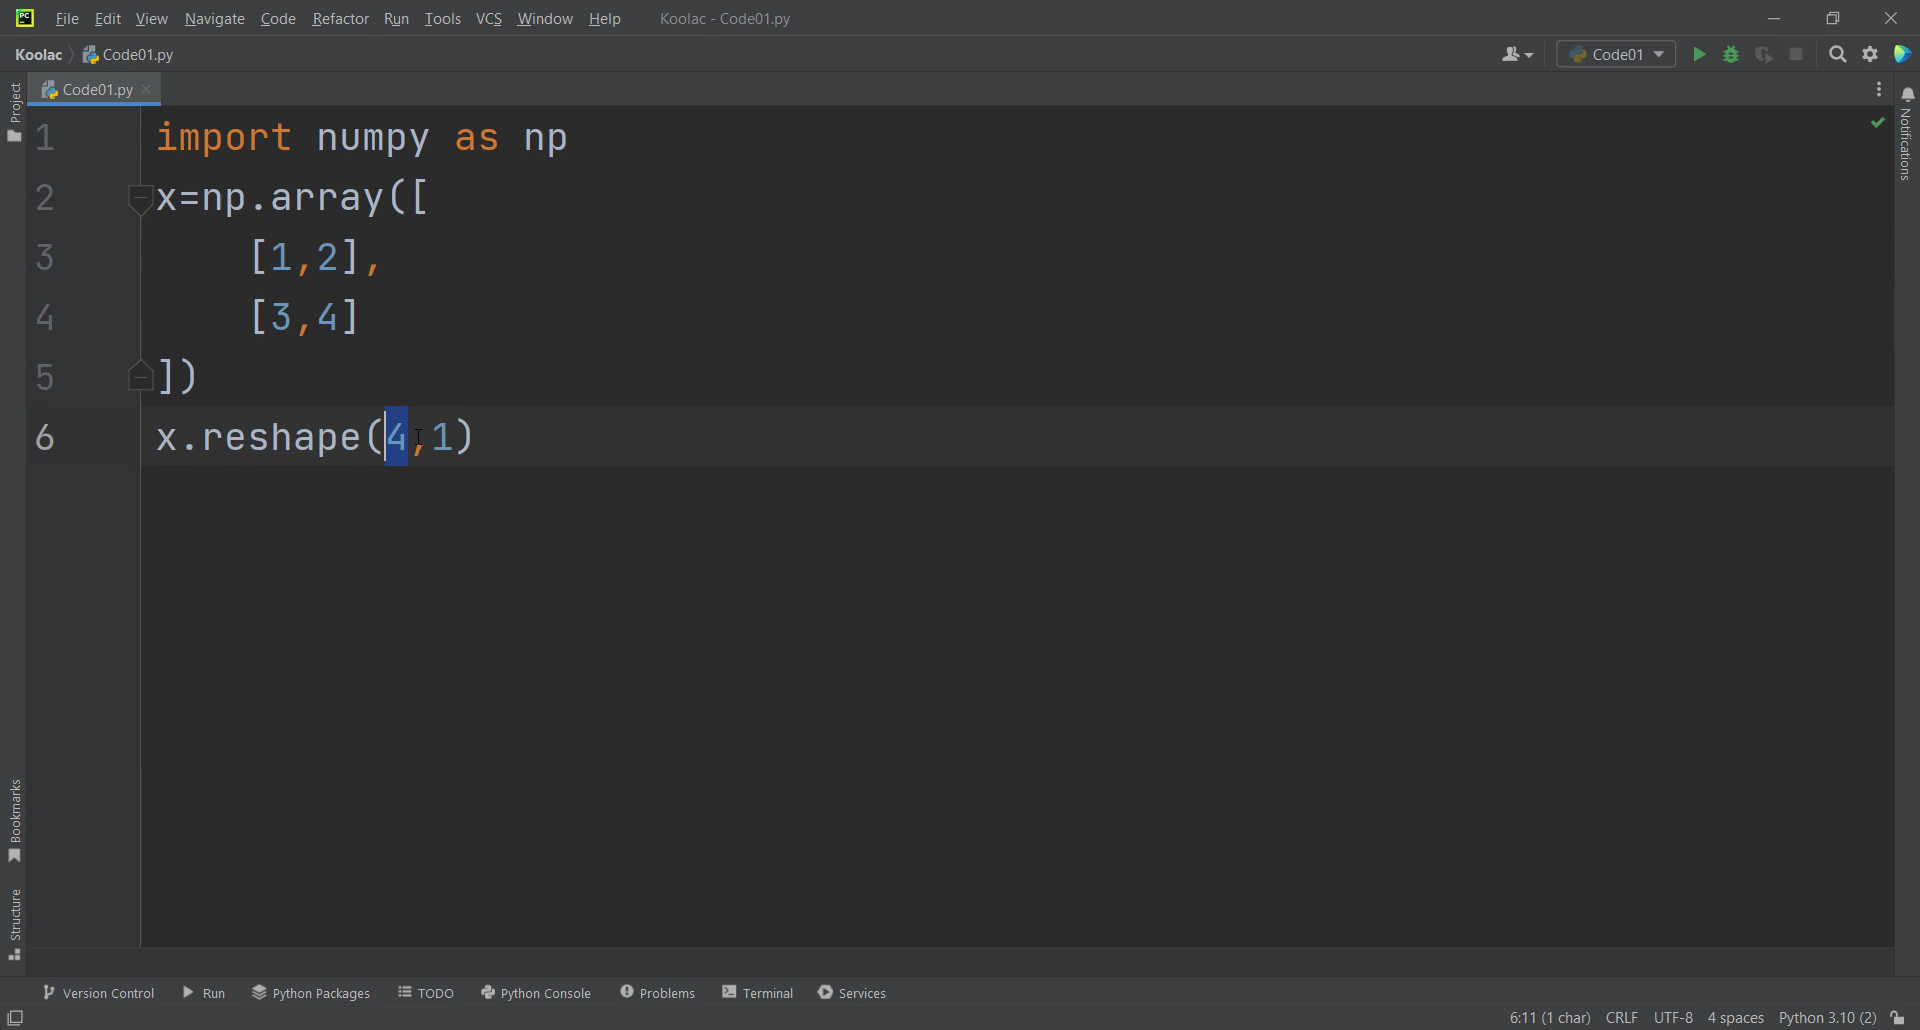 File Edit View Navigate Code Refactor Run Tools VCS Window Help Koolac - Code01.py
Koolac Code01.py Code01
Code01.py
Project
Notifications
1 import numpy as np
2 x=np.array([
3 [1,2],
4 [3,4]
5 ])
6 x.reshape(4,1)
Bookmarks
Structure
Version Control Run Python Packages TODO Python Console Problems Terminal Services
6:11 (1 char) CRLF UTF-8 4 spaces Python 3.10 (2)